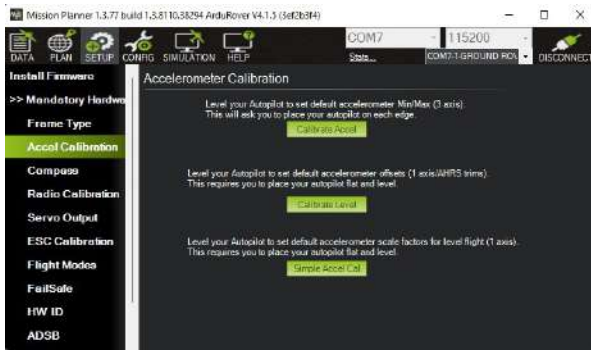 Mission Planner 1.3.77 build 1.3.8110.38294 ArduRover V4.1.5 (3ef2b3f4)
DATA PLAN SETUP CONFIG SIMULATION HELP
COM7 115200
Stats... COM7-1-GROUND ROV DISCONNECT
Install Firmware
>> Mandatory Hardwa
Frame Type
Accel Calibration
Compass
Radio Calibration
Servo Output
ESC Calibration
Flight Modes
FailSafe
HW ID
ADSB
Accelerometer Calibration
Level your Autopilot to set default accelerometer Min/Max (3 axis).
This will ask you to place your autopilot on each edge.
Calibrate Accel
Level your Autopilot to set default accelerometer offsets (1 axis/AHRS trims).
This requires you to place your autopilot flat and level.
Calibrate Level
Level your Autopilot to set default accelerometer scale factors for level flight (1 axis).
This requires you to place your autopilot flat and level.
Simple Accel Cal